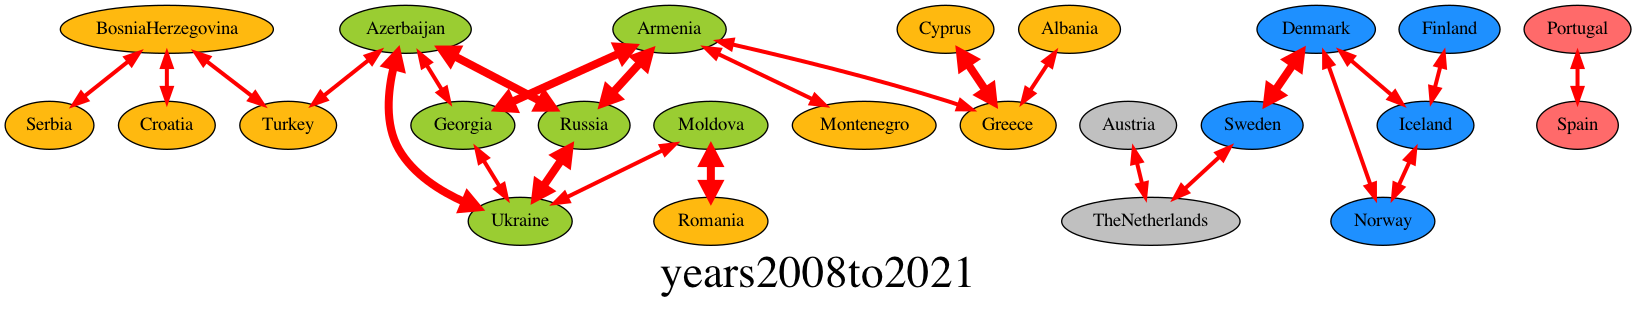 BosniaHerzegovina Azerbaijan Armenia Cyprus Albania Denmark Finland Portugal
Serbia Croatia Turkey Georgia Russia Moldova Montenegro Greece Austria Sweden Iceland Spain
Ukraine Romania TheNetherlands Norway
years2008to2021